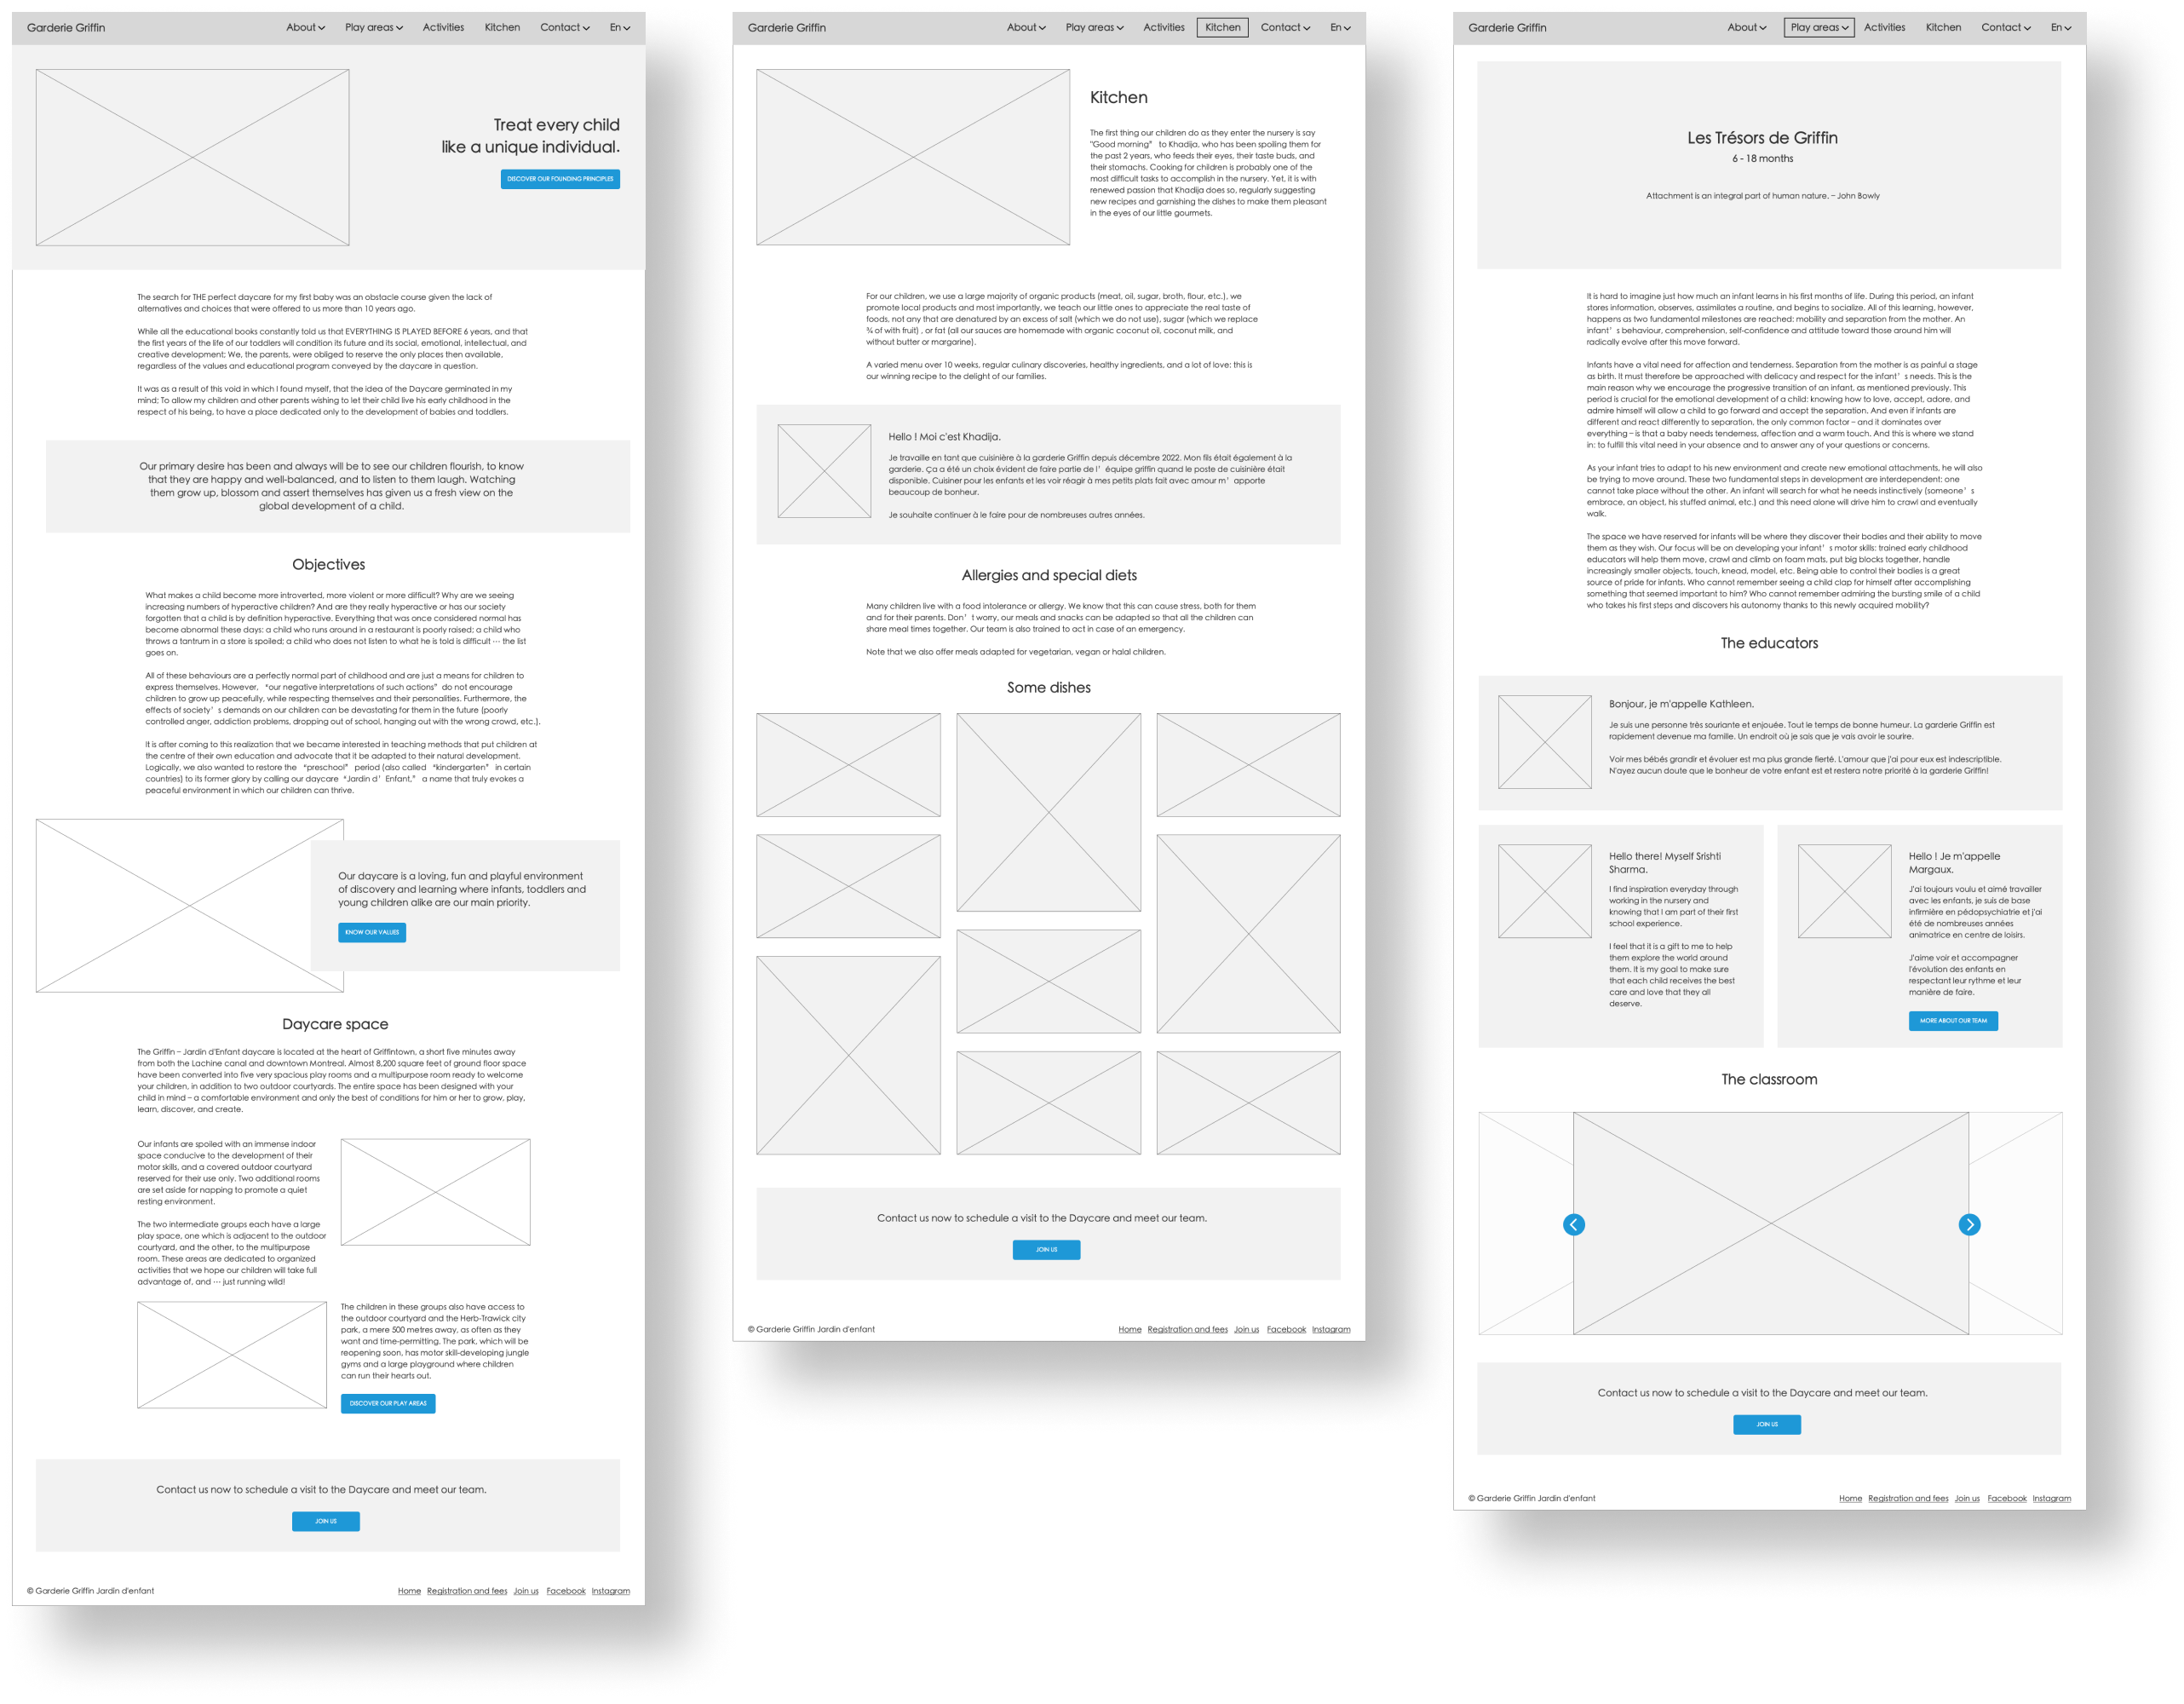 Garderie Griffin
About
Play areas
Activities
Kitchen
Contact
En
Treat every child
like a unique individual.
DISCOVER OUR FOUNDING PRINCIPLES
The search for THE perfect daycare for my first baby was an obstacle course given the lack of
alternatives and choices that were offered to us more than 10 years ago.
While all the educational books constantly told us that EVERYTHING IS PLAYED BEFORE 6 years, and that
the first years of the life of our toddlers will condition its future and its social, emotional, intellectual, and
creative development; We, the parents, were obliged to reserve the only places then available,
regardless of the values and educational program conveyed by the daycare in question.
It was as a result of this void in which I found myself, that the idea of the Daycare germinated in my
mind; To allow my children and other parents wishing to let their child live his early childhood in the
respect of his being, to have a place dedicated only to the development of babies and toddlers.
Our primary desire has been and always will be to see our children flourish, to know
that they are happy and well-balanced, and to listen to them laugh. Watching
them grow up, blossom and assert themselves has given us a fresh view on the
global development of a child.
Objectives
What makes a child become more introverted, more violent or more difficult? Why are we seeing
increasing numbers of hyperactive children? And are they really hyperactive or has our society
forgotten that a child is by definition hyperactive. Everything that was once considered normal has
become abnormal these days: a child who runs around in a restaurant is poorly raised; a child who
throws a tantrum in a store is spoiled; a child who does not listen to what he is told is difficult … the list
goes on.
All of these behaviours are a perfectly normal part of childhood and are just a means for children to
express themselves. However, “our negative interpretations of such actions” do not encourage
children to grow up peacefully, while respecting themselves and their personalities. Furthermore, the
effects of society’s demands on our children can be devastating for them in the future (poorly
controlled anger, addiction problems, dropping out of school, hanging out with the wrong crowd, etc.).
It is after coming to this realization that we became interested in teaching methods that put children at
the centre of their own education and advocate that it be adapted to their natural development.
Logically, we also wanted to restore the “preschool” period (also called “kindergarten” in certain
countries) to its former glory by calling our daycare “Jardin d’Enfant,” a name that truly evokes a
peaceful environment in which our children can thrive.
Our daycare is a loving, fun and playful environment
of discovery and learning where infants, toddlers and
young children alike are our main priority.
KNOW OUR VALUES
Daycare space
The Griffin – Jardin d'Enfant daycare is located at the heart of Griffintown, a short five minutes away
from both the Lachine canal and downtown Montreal. Almost 8,200 square feet of ground floor space
have been converted into five very spacious play rooms and a multipurpose room ready to welcome
your children, in addition to two outdoor courtyards. The entire space has been designed with your
child in mind – a comfortable environment and only the best of conditions for him or her to grow, play,
learn, discover, and create.
Our infants are spoiled with an immense indoor
space conducive to the development of their
motor skills, and a covered outdoor courtyard
reserved for their use only. Two additional rooms
are set aside for napping to promote a quiet
resting environment.
The two intermediate groups each have a large
play space, one which is adjacent to the outdoor
courtyard, and the other, to the multipurpose
room. These areas are dedicated to organized
activities that we hope our children will take full
advantage of, and … just running wild!
The children in these groups also have access to
the outdoor courtyard and the Herb-Trawick city
park, a mere 500 metres away, as often as they
want and time-permitting. The park, which will be
reopening soon, has motor skill-developing jungle
gyms and a large playground where children
can run their hearts out.
DISCOVER OUR PLAY AREAS
Contact us now to schedule a visit to the Daycare and meet our team.
JOIN US
© Garderie Griffin Jardin d'enfant
Home Registration and fees Join us Facebook Instagram
Garderie Griffin
About
Play areas
Activities
Kitchen
Contact
En
Kitchen
The first thing our children do as they enter the nursery is say
"Good morning” to Khadija, who has been spoiling them for
the past 2 years, who feeds their eyes, their taste buds, and
their stomachs. Cooking for children is probably one of the
most difficult tasks to accomplish in the nursery. Yet, it is with
renewed passion that Khadija does so, regularly suggesting
new recipes and garnishing the dishes to make them pleasant
in the eyes of our little gourmets.
For our children, we use a large majority of organic products (meat, oil, sugar, broth, flour, etc.), we
promote local products and most importantly, we teach our little ones to appreciate the real taste of
foods, not any that are denatured by an excess of salt (which we do not use), sugar (which we replace
¾ of with fruit) , or fat (all our sauces are homemade with organic coconut oil, coconut milk, and
without butter or margarine).
A varied menu over 10 weeks, regular culinary discoveries, healthy ingredients, and a lot of love: this is
our winning recipe to the delight of our families.
Hello ! Moi c'est Khadija.
Je travaille en tant que cuisinière à la garderie Griffin depuis décembre 2022. Mon fils était également à la
garderie. Ça a été un choix évident de faire partie de l’équipe griffin quand le poste de cuisinière était
disponible. Cuisiner pour les enfants et les voir réagir à mes petits plats fait avec amour m’apporte
beaucoup de bonheur.
Je souhaite continuer à le faire pour de nombreuses autres années.
Allergies and special diets
Many children live with a food intolerance or allergy. We know that this can cause stress, both for them
and for their parents. Don’t worry, our meals and snacks can be adapted so that all the children can
share meal times together. Our team is also trained to act in case of an emergency.
Note that we also offer meals adapted for vegetarian, vegan or halal children.
Some dishes
Contact us now to schedule a visit to the Daycare and meet our team.
JOIN US
© Garderie Griffin Jardin d'enfant
Home Registration and fees Join us Facebook Instagram
Garderie Griffin
About
Play areas
Activities
Kitchen
Contact
En
Les Trésors de Griffin
6 - 18 months
Attachment is an integral part of human nature. – John Bowly
It is hard to imagine just how much an infant learns in his first months of life. During this period, an infant
stores information, observes, assimilates a routine, and begins to socialize. All of this learning, however,
happens as two fundamental milestones are reached: mobility and separation from the mother. An
infant’s behaviour, comprehension, self-confidence and attitude toward those around him will
radically evolve after this move forward.
Infants have a vital need for affection and tenderness. Separation from the mother is as painful a stage
as birth. It must therefore be approached with delicacy and respect for the infant’s needs. This is the
main reason why we encourage the progressive transition of an infant, as mentioned previously. This
period is crucial for the emotional development of a child: knowing how to love, accept, adore, and
admire himself will allow a child to go forward and accept the separation. And even if infants are
different and react differently to separation, the only common factor – and it dominates over
everything – is that a baby needs tenderness, affection and a warm touch. And this is where we stand
in: to fulfill this vital need in your absence and to answer any of your questions or concerns.
As your infant tries to adapt to his new environment and create new emotional attachments, he will also
be trying to move around. These two fundamental steps in development are interdependent: one
cannot take place without the other. An infant will search for what he needs instinctively (someone’s
embrace, an object, his stuffed animal, etc.) and this need alone will drive him to crawl and eventually
walk.
The space we have reserved for infants will be where they discover their bodies and their ability to move
them as they wish. Our focus will be on developing your infant’s motor skills: trained early childhood
educators will help them move, crawl and climb on foam mats, put big blocks together, handle
increasingly smaller objects, touch, knead, model, etc. Being able to control their bodies is a great
source of pride for infants. Who cannot remember seeing a child clap for himself after accomplishing
something that seemed important to him? Who cannot remember admiring the bursting smile of a child
who takes his first steps and discovers his autonomy thanks to this newly acquired mobility?
The educators
Bonjour, je m'appelle Kathleen.
Je suis une personne très souriante et enjouée. Tout le temps de bonne humeur. La garderie Griffin est
rapidement devenue ma famille. Un endroit où je sais que je vais avoir le sourire.
Voir mes bébés grandir et évoluer est ma plus grande fierté. L'amour que j'ai pour eux est indescriptible.
N'ayez aucun doute que le bonheur de votre enfant est et restera notre priorité à la garderie Griffin!
Hello there! Myself Srishti
Sharma.
I find inspiration everyday through
working in the nursery and
knowing that I am part of their first
school experience.
I feel that it is a gift to me to help
them explore the world around
them. It is my goal to make sure
that each child receives the best
care and love that they all
deserve.
Hello ! Je m'appelle
Margaux.
J'ai toujours voulu et aimé travailler
avec les enfants, je suis de base
infirmière en pédopsychiatrie et j'ai
été de nombreuses années
animatrice en centre de loisirs.
J'aime voir et accompagner
l'évolution des enfants en
respectant leur rythme et leur
manière de faire.
MORE ABOUT OUR TEAM
The classroom
Contact us now to schedule a visit to the Daycare and meet our team.
JOIN US
© Garderie Griffin Jardin d'enfant
Home Registration and fees Join us Facebook Instagram